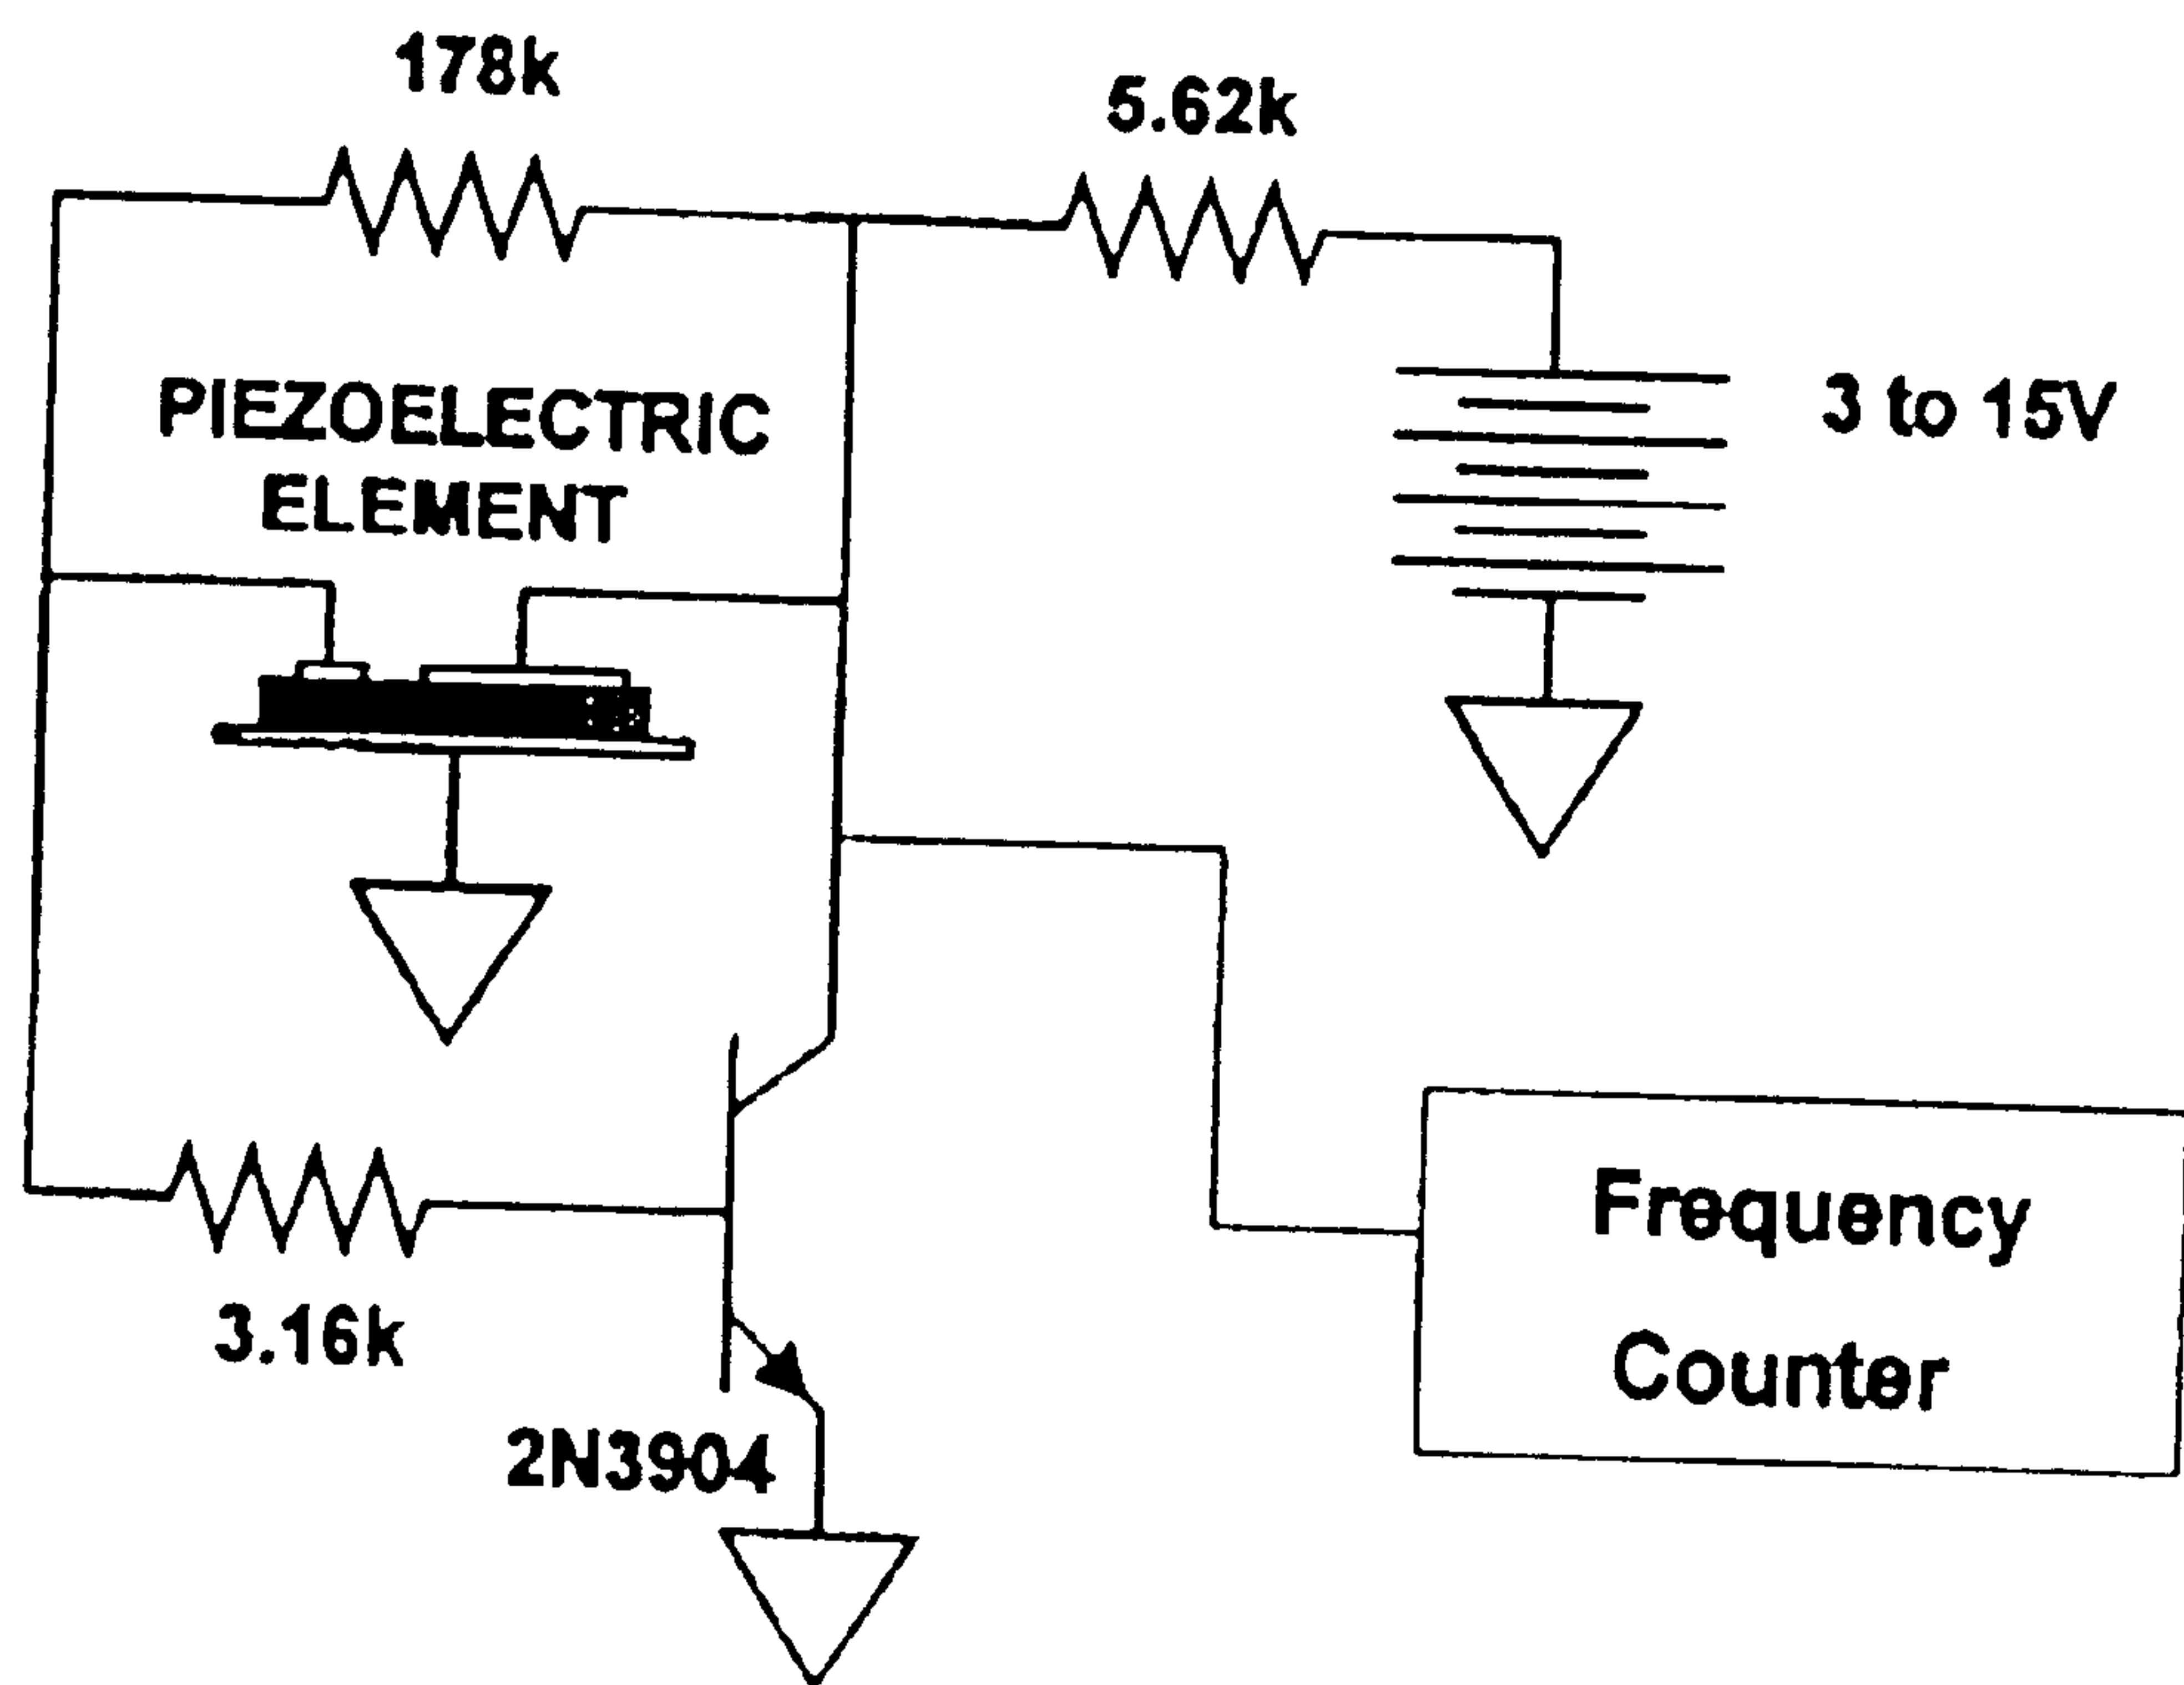 178k
5.62k
PIEZOELECTRIC
ELEMENT
3 to 15V
3.16k
2N3904
Frequency
Counter